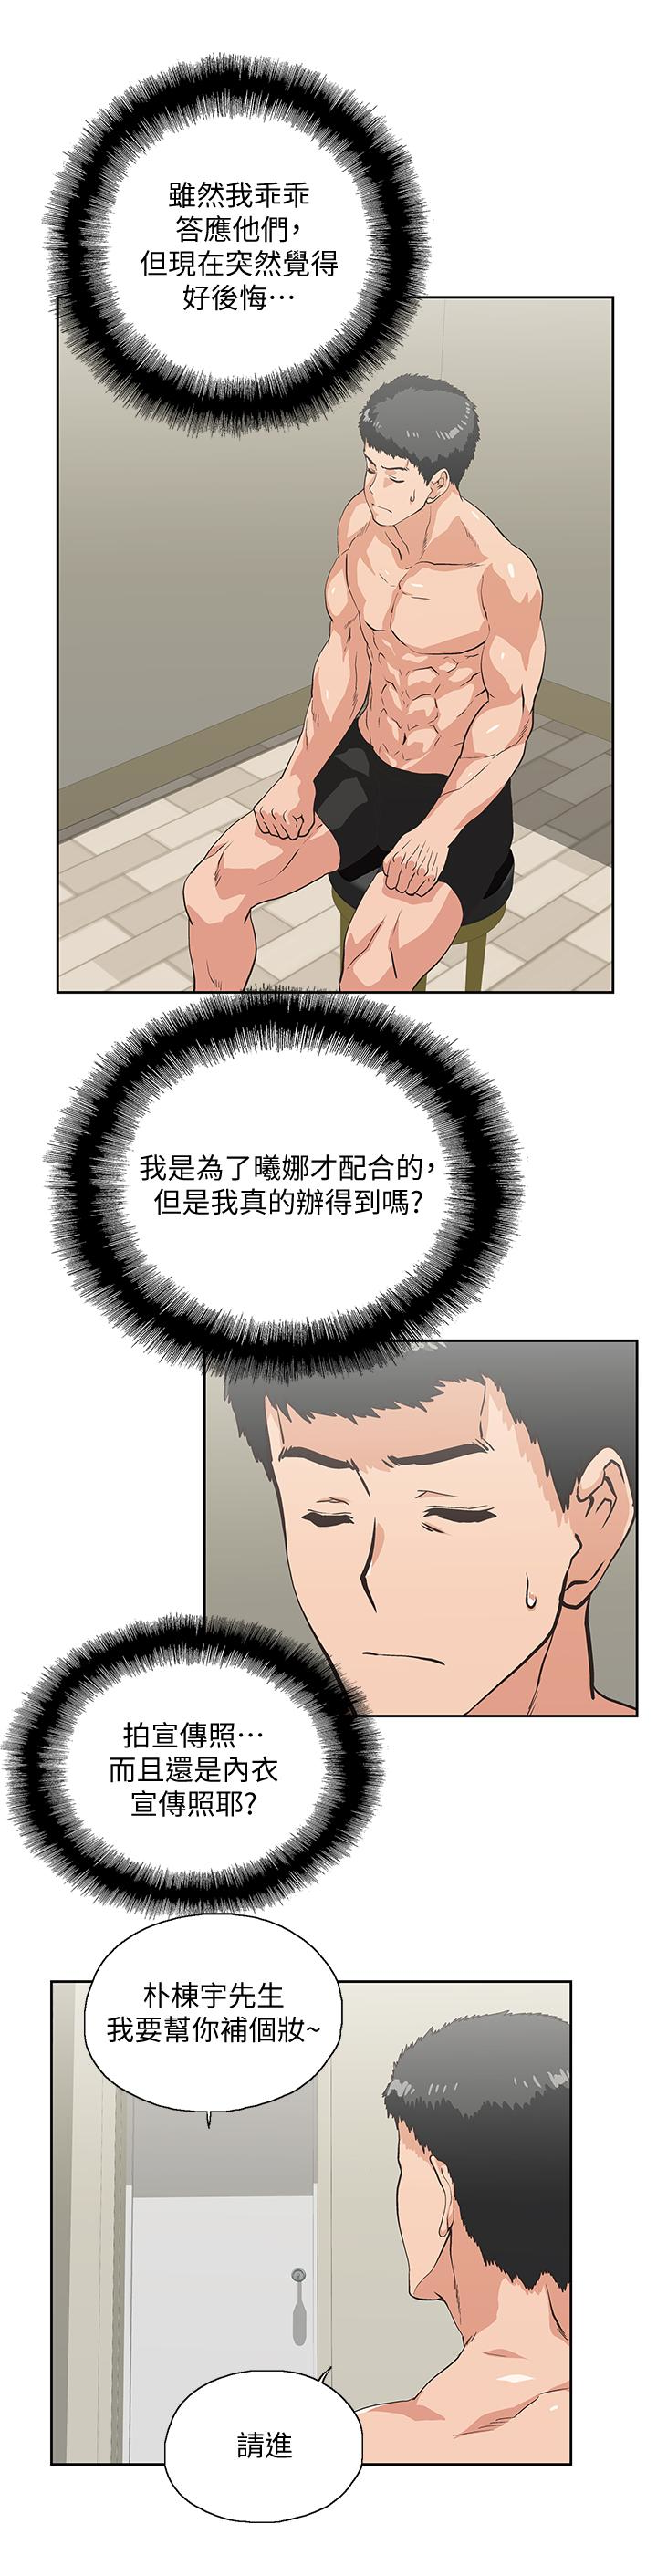 雖然我乖乖
答應他們，
但現在突然覺得
好後悔…
我是為了曦娜才配合的，
但是我真的辦得到嗎？
拍宣傳照…
而且還是內衣
宣傳照耶？
朴棟宇先生
我要幫你補個妝~
請進